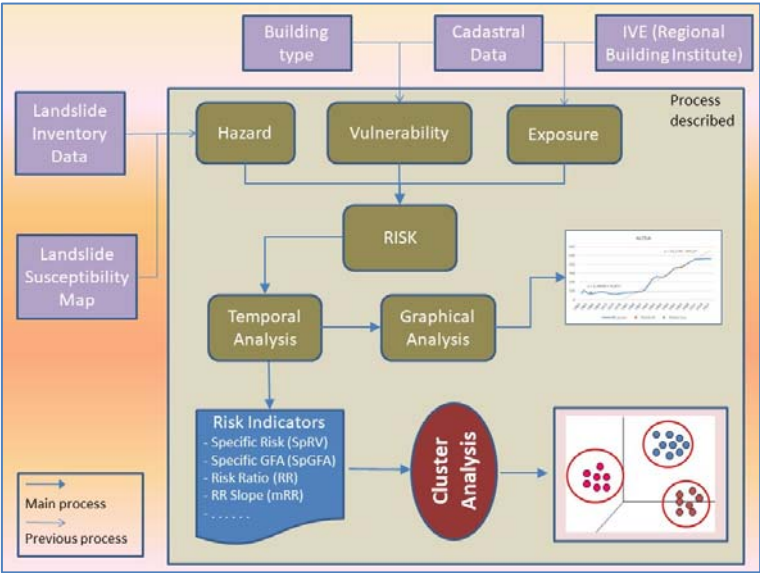 Building
type
Cadastral
Data
IVE (Regional
Building Institute)
Process
described
Landslide
Inventory
Data
Hazard
Vulnerability
Exposure
RISK
Landslide
Susceptibility
Map
Temporal
Analysis
Graphical
Analysis
Risk Indicators
- Specific Risk (SpRV)
- Specific GFA (SpGFA)
- Risk Ratio (RR)
- RR Slope (mRR)
- . . . . . .
Cluster
Analysis
Main process
Previous process